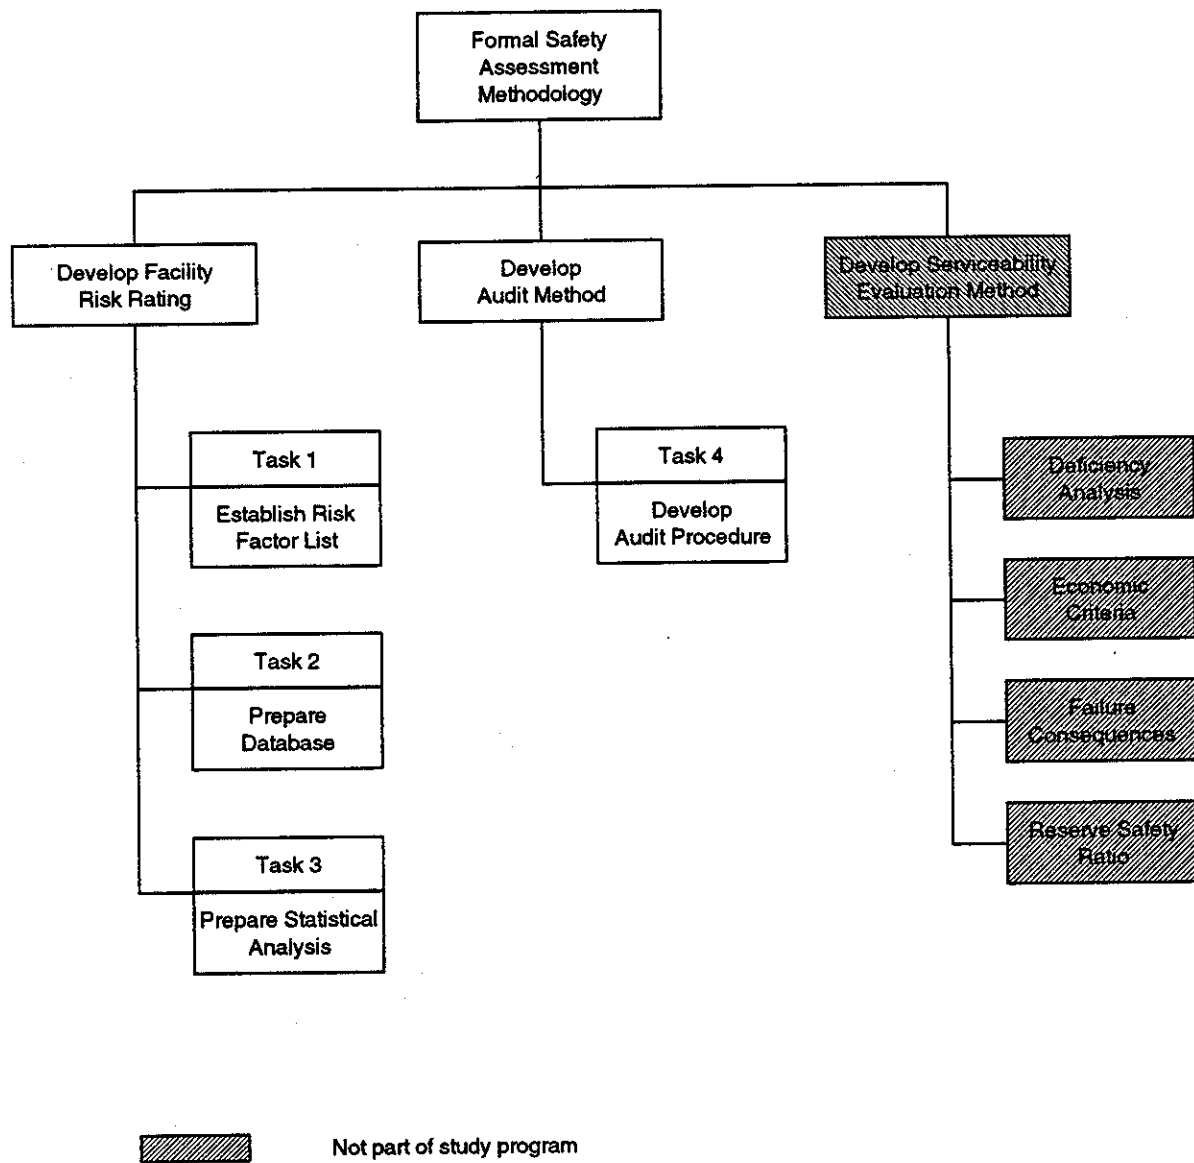 Formal Safety
Assessment
Methodology
Develop Facility
Risk Rating
Develop
Audit Method
Develop Serviceability
Evaluation Method
Task 1
Establish Risk
Factor List
Task 2
Prepare
Database
Task 3
Prepare Statistical
Analysis
Task 4
Develop
Audit Procedure
Deficiency
Analysis
Economic
Criteria
Failure
Consequences
Reserve Safety
Ratio
Not part of study program